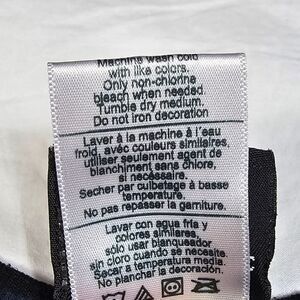 Machine wash cold
with like colors.
Only non-chlorine
bleach when needed
Tumble dry medium.
Do not iron decoration
Laver à la machine à l'eau
froid, avec couleurs similaires,
utiliser seulement agent de
blanchiment sans chlore,
si necessaire.
Secher par culbutage à basse
temperature.
No pas repasser la garniture.
Lavar con agua fria y
colores similares
sólo usar blanqueador
sin cloro cuando se necesite
Secar a temperatura media.
No planchar la decoración.